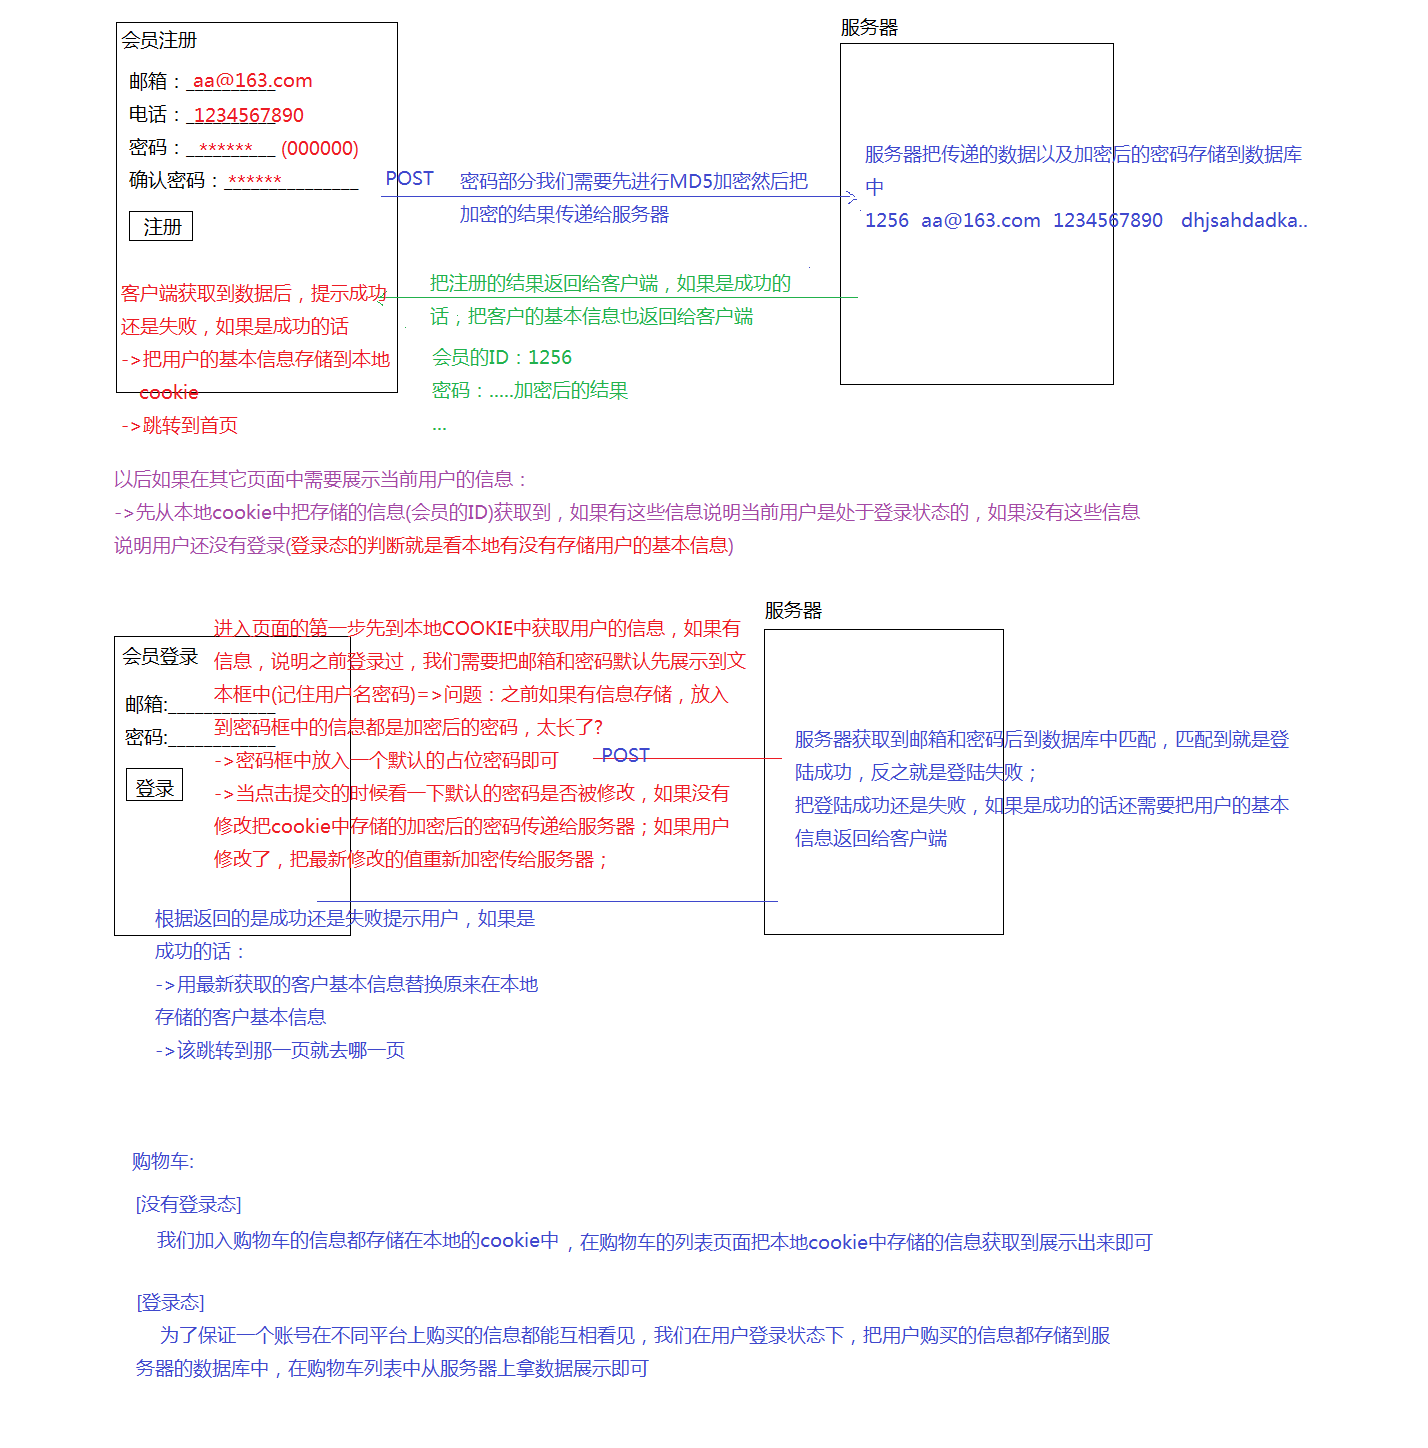 会员注册
邮箱：__________ aa@163.com
电话：__________ 1234567890
密码：__________ ****** (000000)
确认密码：_______________ ******
注册
服务器
POST
密码部分我们需要先进行MD5加密然后把
加密的结果传递给服务器
服务器把传递的数据以及加密后的密码存储到数据库
中
1256 aa@163.com 1234567890 dhjsahdadka..
把注册的结果返回给客户端，如果是成功的
话，把客户的基本信息也返回给客户端
会员的ID：1256
密码：.....加密后的结果
...
客户端获取到数据后，提示成功
还是失败，如果是成功的话
->把用户的基本信息存储到本地
cookie
->跳转到首页
以后如果在其它页面中需要展示当前用户的信息：
->先从本地cookie中把存储的信息(会员的ID)获取到，如果有这些信息说明当前用户是处于登录状态的，如果没有这些信息
说明用户还没有登录(登录态的判断就是看本地有没有存储用户的基本信息)
会员登录
邮箱:____________
密码:____________
登录
进入页面的第一步先到本地COOKIE中获取用户的信息，如果有
信息，说明之前登录过，我们需要把邮箱和密码默认先展示到文
本框中(记住用户名密码)=>问题：之前如果有信息存储，放入
到密码框中的信息都是加密后的密码，太长了?
->密码框中放入一个默认的占位密码即可
->当点击提交的时候看一下默认的密码是否被修改，如果没有
修改把cookie中存储的加密后的密码传递给服务器；如果用户
修改了，把最新修改的值重新加密传给服务器；
POST
服务器
服务器获取到邮箱和密码后到数据库中匹配，匹配到就是登
陆成功，反之就是登陆失败；
把登陆成功还是失败，如果是成功的话还需要把用户的基本
信息返回给客户端
根据返回的是成功还是失败提示用户，如果是
成功的话：
->用最新获取的客户基本信息替换原来在本地
存储的客户基本信息
->该跳转到那一页就去哪一页
购物车:
[没有登录态]
我们加入购物车的信息都存储在本地的cookie中，在购物车的列表页面把本地cookie中存储的信息获取到展示出来即可
[登录态]
为了保证一个账号在不同平台上购买的信息都能互相看见，我们在用户登录状态下，把用户购买的信息都存储到服
务器的数据库中，在购物车列表中从服务器上拿数据展示即可